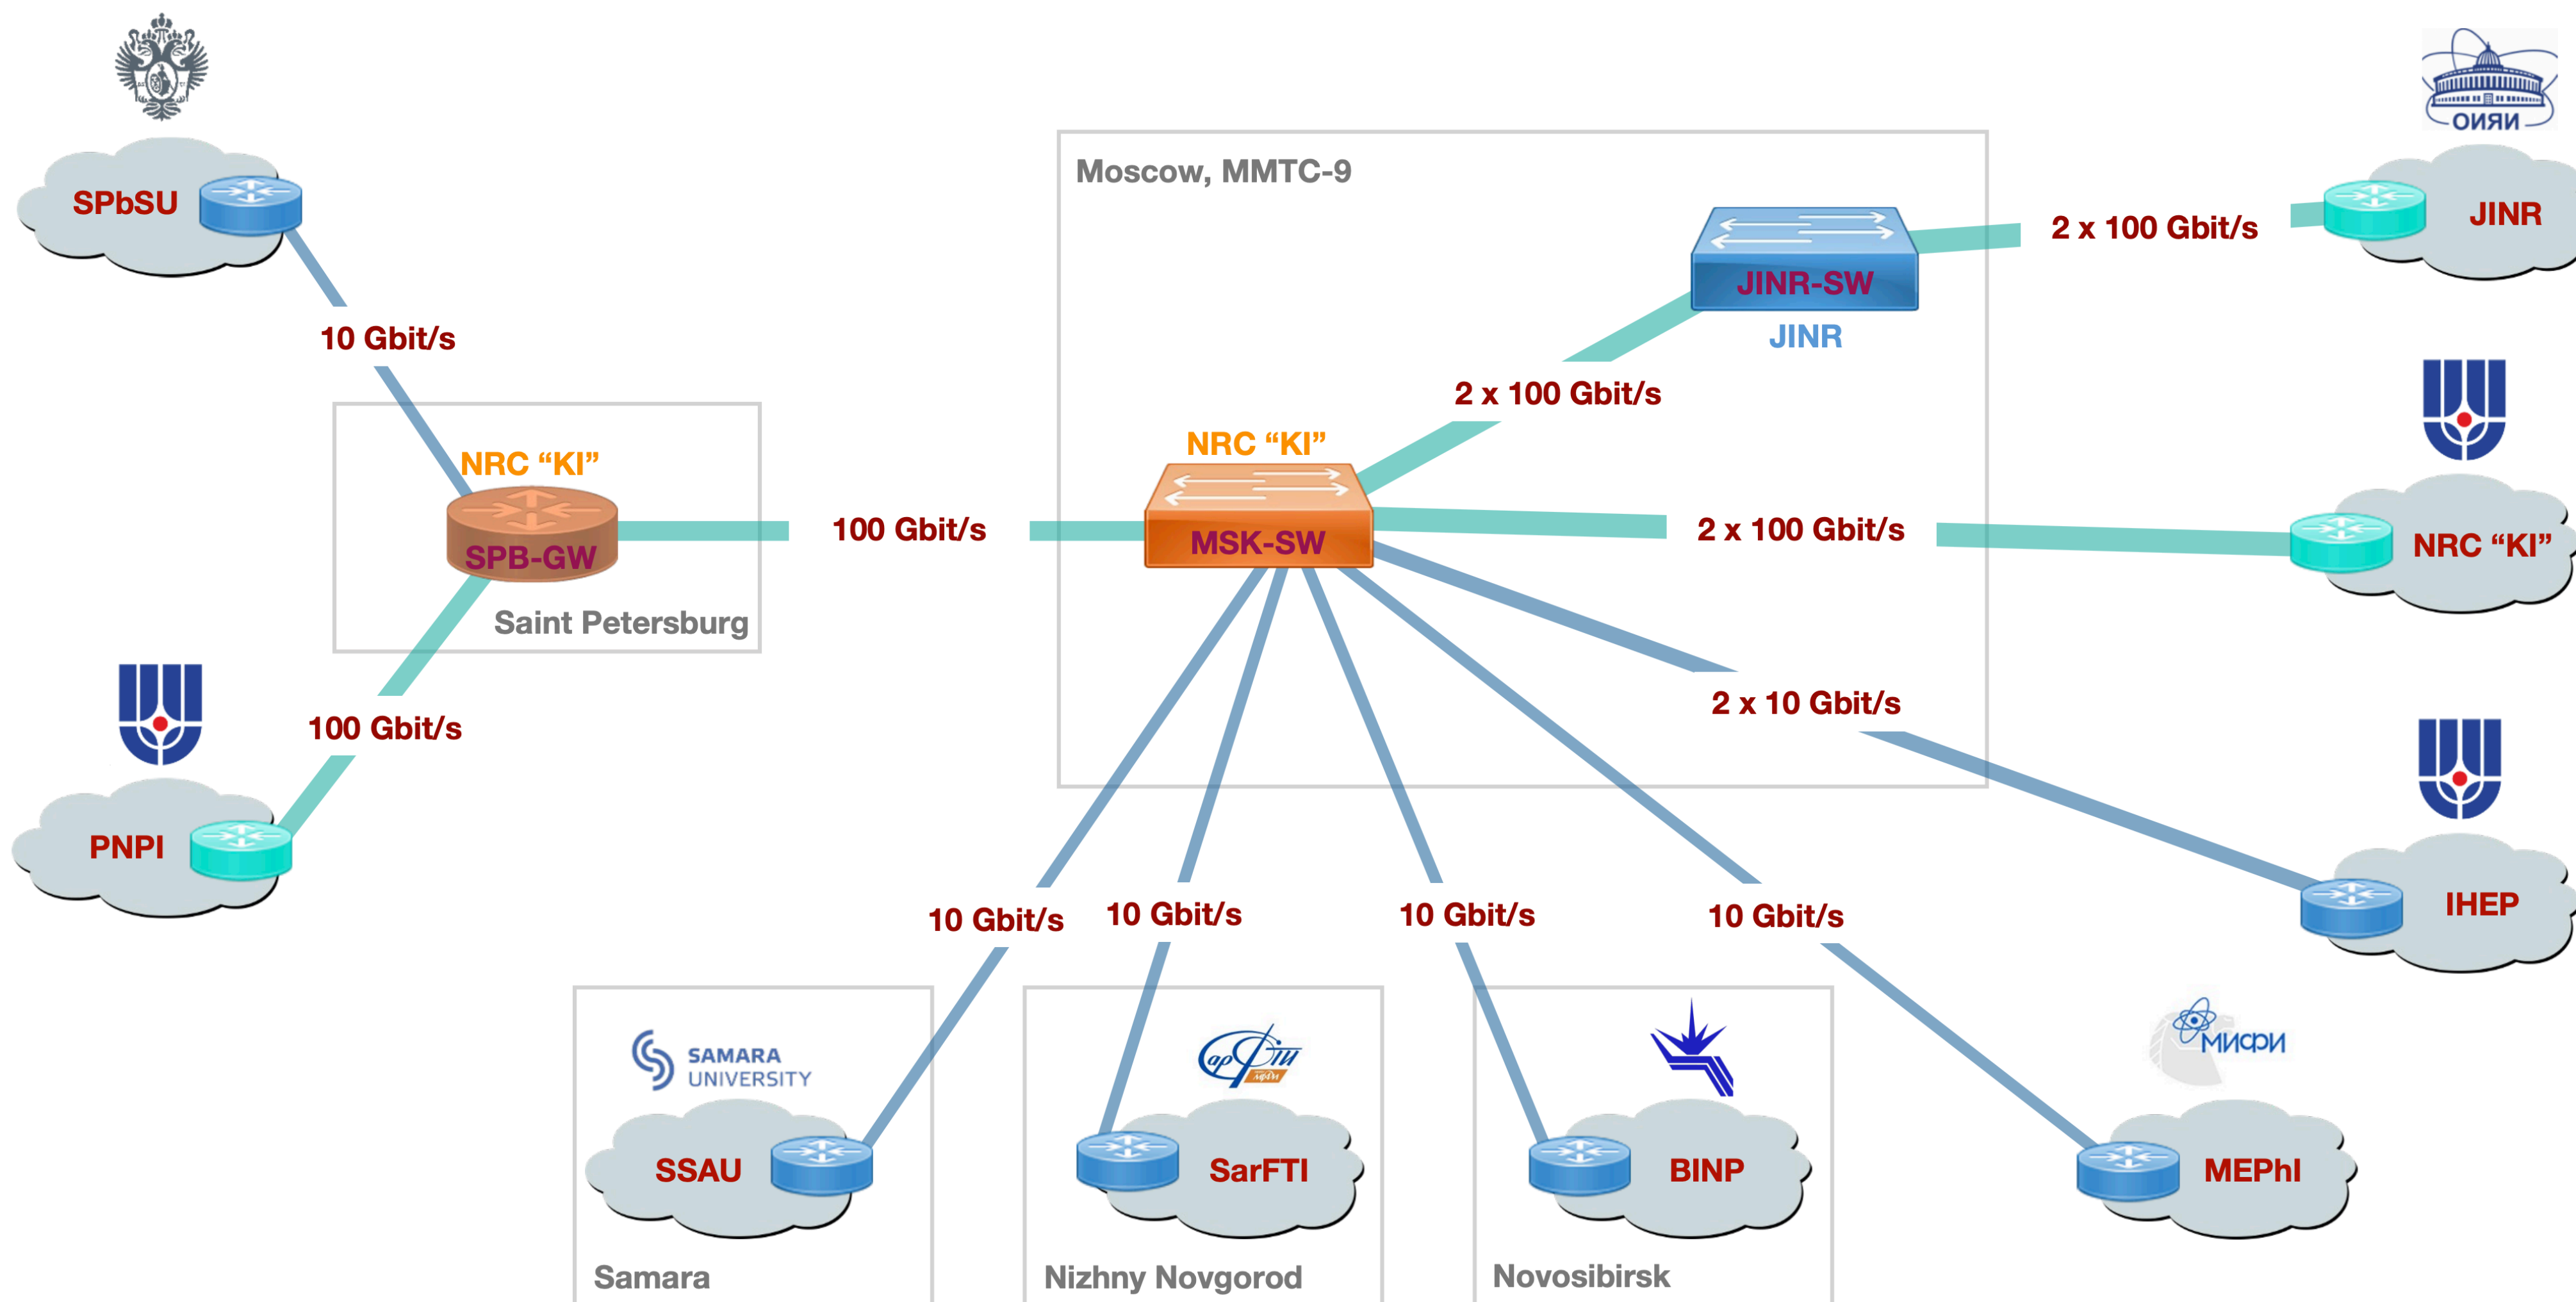 ОИЯИ
Moscow, MMTC-9
SPbSU
JINR
2 x 100 Gbit/s
JINR-SW
JINR
10 Gbit/s
2 x 100 Gbit/s
NRC “KI”
NRC “KI”
SPB-GW
100 Gbit/s
MSK-SW
2 x 100 Gbit/s
NRC “KI”
Saint Petersburg
100 Gbit/s
2 x 10 Gbit/s
PNPI
IHEP
10 Gbit/s
10 Gbit/s
10 Gbit/s
10 Gbit/s
SAMARA
UNIVERSITY
СарФТИ
МИФИ
МИФИ
SSAU
SarFTI
BINP
MEPhI
Samara
Nizhny Novgorod
Novosibirsk